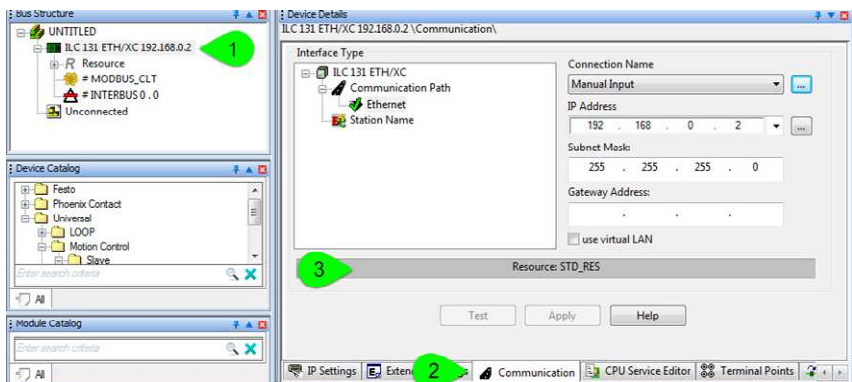 Bus Structure
UNTITLED
ILC 131 ETH/XC 192.168.0.2
1
Resource
# MODBUS_CLT
# INTERBUS 0 . 0
Unconnected
Device Catalog
Festo
Phoenix Contact
Universal
LOOP
Motion Control
Slave
Enter search criteria
All
Module Catalog
Enter search criteria
All
Device Details
ILC 131 ETH/XC 192.168.0.2 \Communication\
Interface Type
ILC 131 ETH/XC
Communication Path
Ethernet
Station Name
Connection Name
Manual Input
...
IP Address
192 . 168 . 0 . 2
...
Subnet Mask:
255 . 255 . 255 . 0
Gateway Address:
. . .
use virtual LAN
3
Resource: STD_RES
Test Apply Help
IP Settings Exten 2 s Communication CPU Service Editor Terminal Points